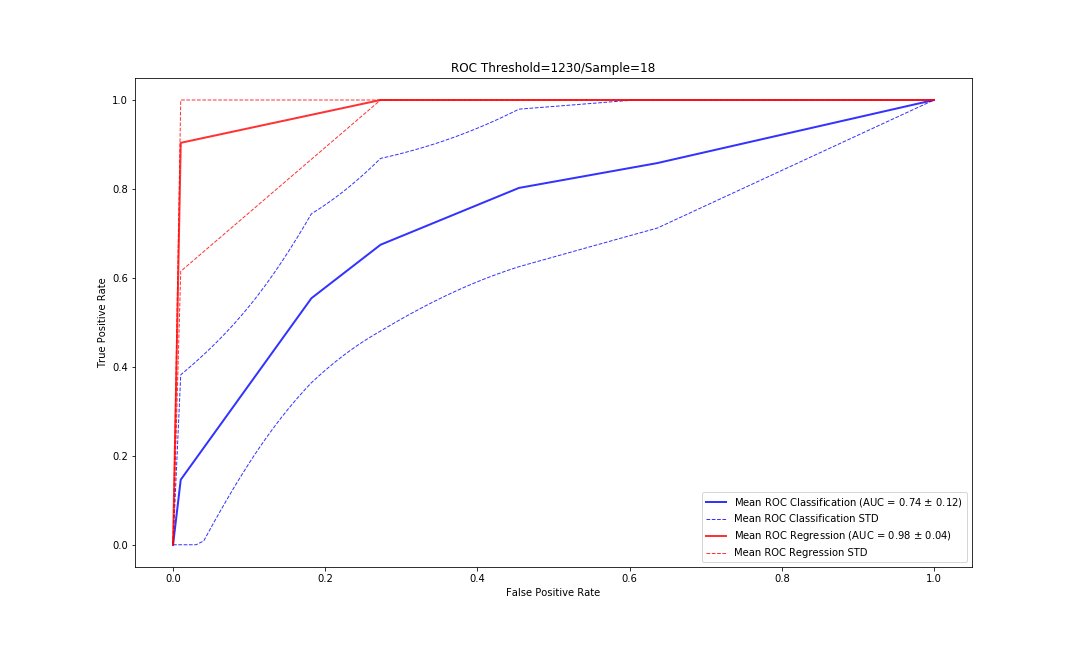 ROC Threshold=1230/Sample=18
1.0
0.8
0.6
0.4
0.2
0.0
True Positive Rate
Mean ROC Classification (AUC = 0.74 ± 0.12)
Mean ROC Classification STD
Mean ROC Regression (AUC = 0.98 ± 0.04)
Mean ROC Regression STD
0.0 0.2 0.4 0.6 0.8 1.0
False Positive Rate